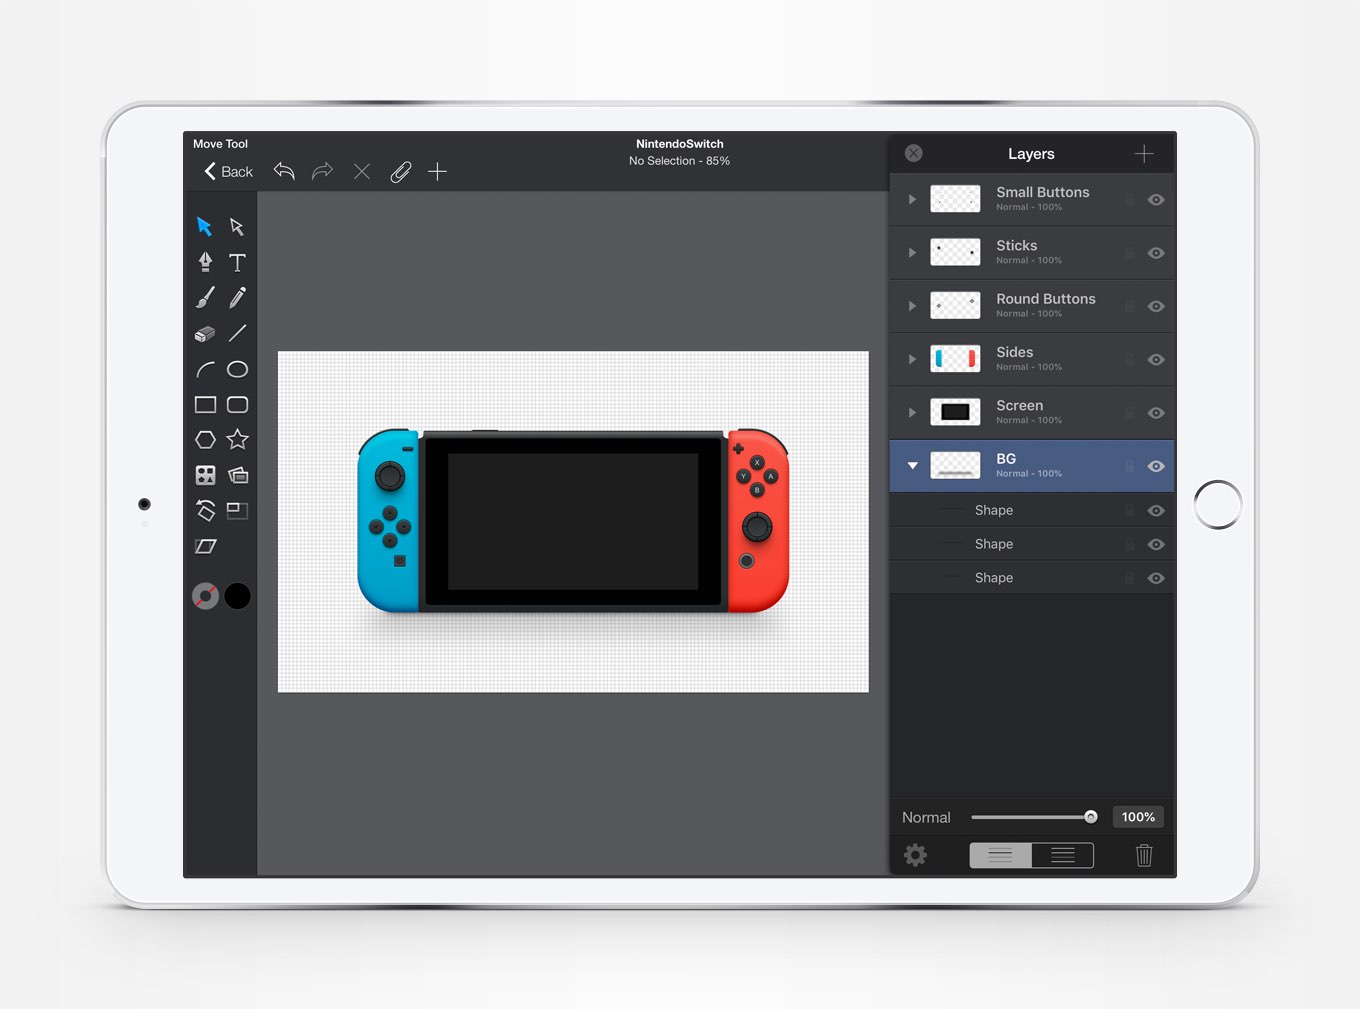 Move Tool
NintendoSwitch
No Selection - 85%
Back
T
Layers
Small Buttons
Normal - 100%
Sticks
Normal - 100%
Round Buttons
Normal - 100%
Sides
Normal - 100%
Screen
Normal - 100%
BG
Normal - 100%
Shape
Shape
Shape
X
Y
A
B
Normal
100%